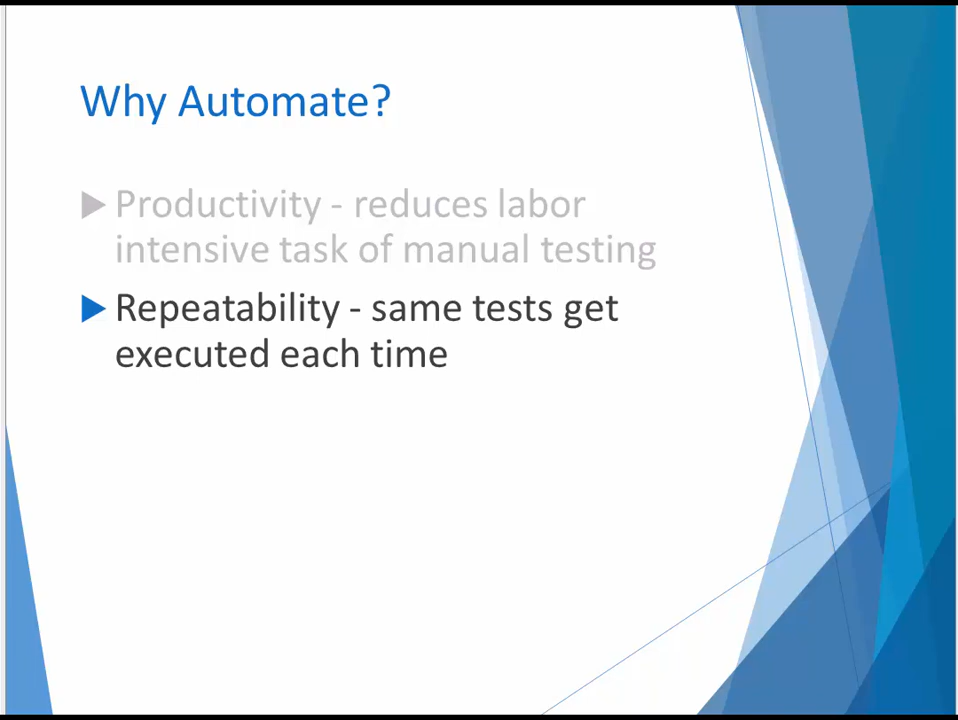 Why Automate?
Productivity - reduces labor
intensive task of manual testing
Repeatability - same tests get
executed each time